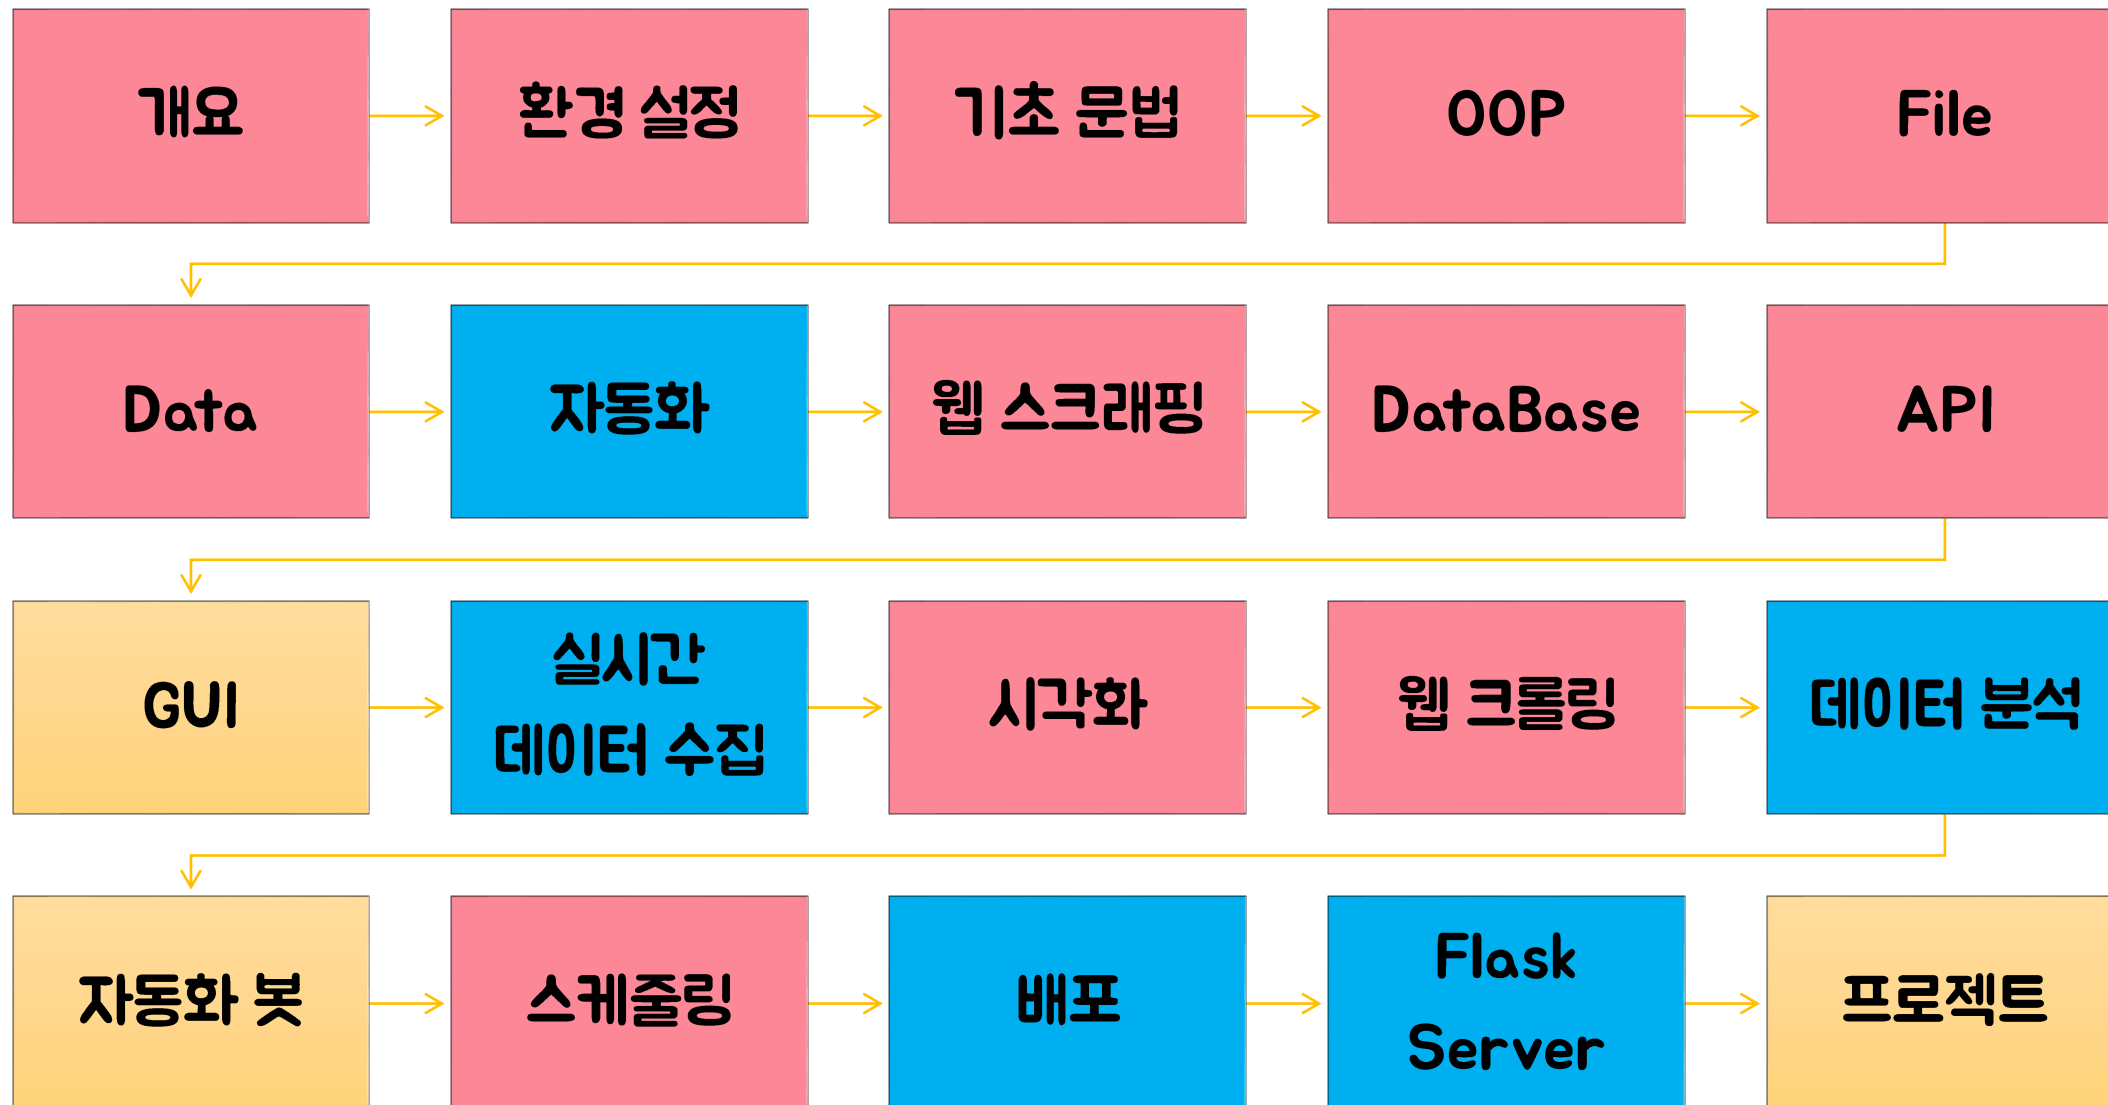 개요
환경 설정
기초 문법
OOP
File
Data
자동화
웹 스크래핑
DataBase
API
GUI
실시간
데이터 수집
시각화
웹 크롤링
데이터 분석
자동화 봇
스케줄링
배포
Flask
Server
프로젝트